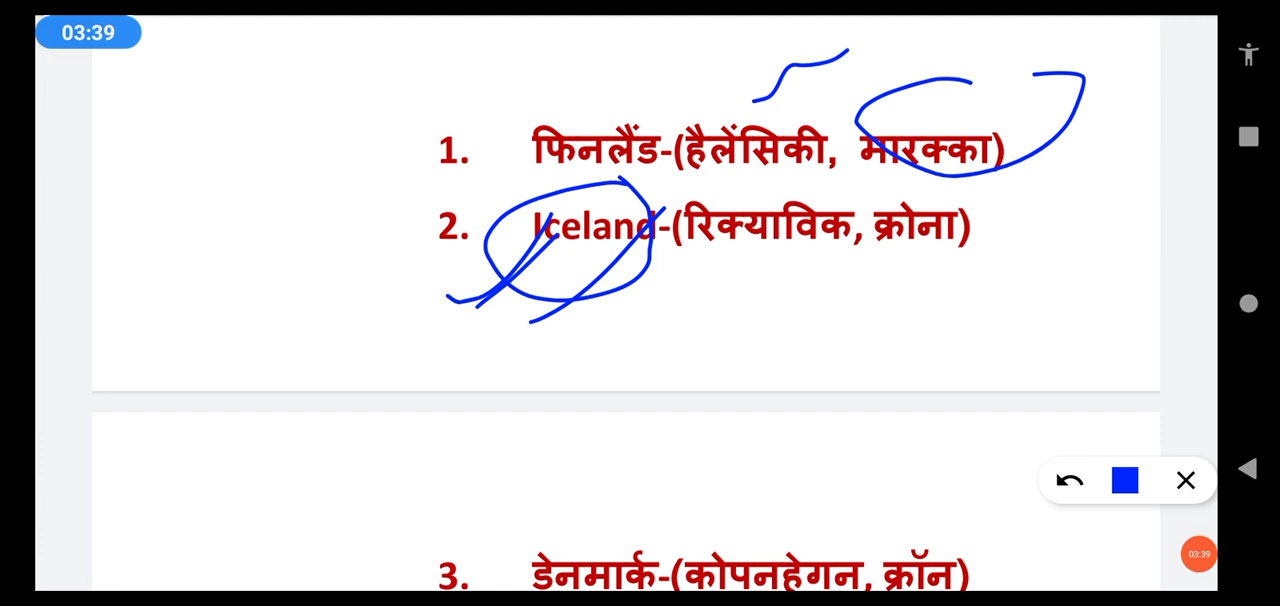 03:39
1. फिनलैंड-(हैलेंसिकी, मारक्का)
2. Iceland-(रिक्याविक, क्रोना)
3. डेनमार्क-(कोपनहेगन, क्रॉन)
03:39